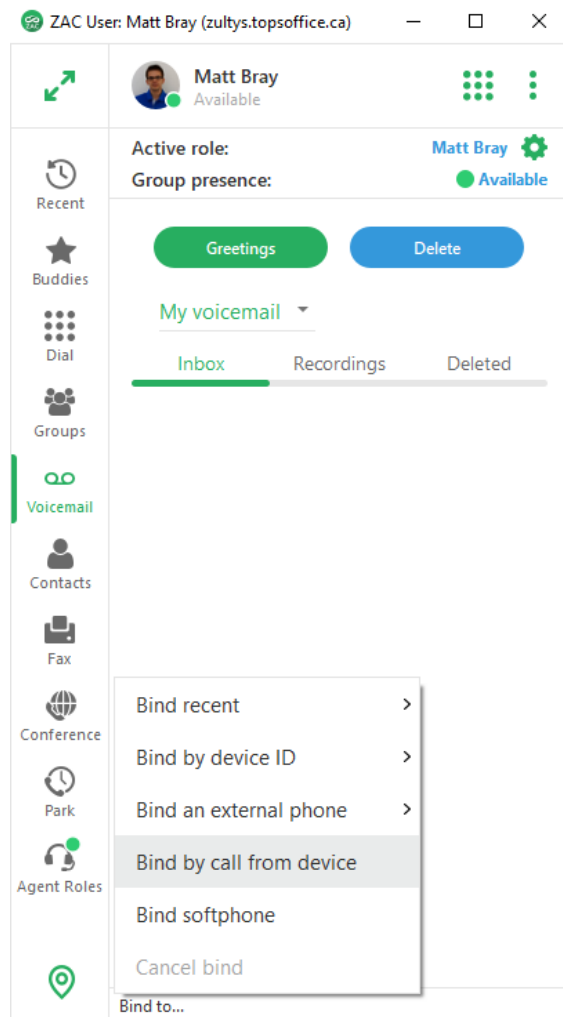 ZAC User: Matt Bray (zultys.topsoffice.ca)
ZAC
Matt Bray
Available
Active role: Matt Bray
Group presence: Available
Recent
Buddies
Dial
Groups
Voicemail
Contacts
Fax
Conference
Park
Agent Roles
Greetings Delete
My voicemail
Inbox Recordings Deleted
Bind recent
Bind by device ID
Bind an external phone
Bind by call from device
Bind softphone
Cancel bind
Bind to...